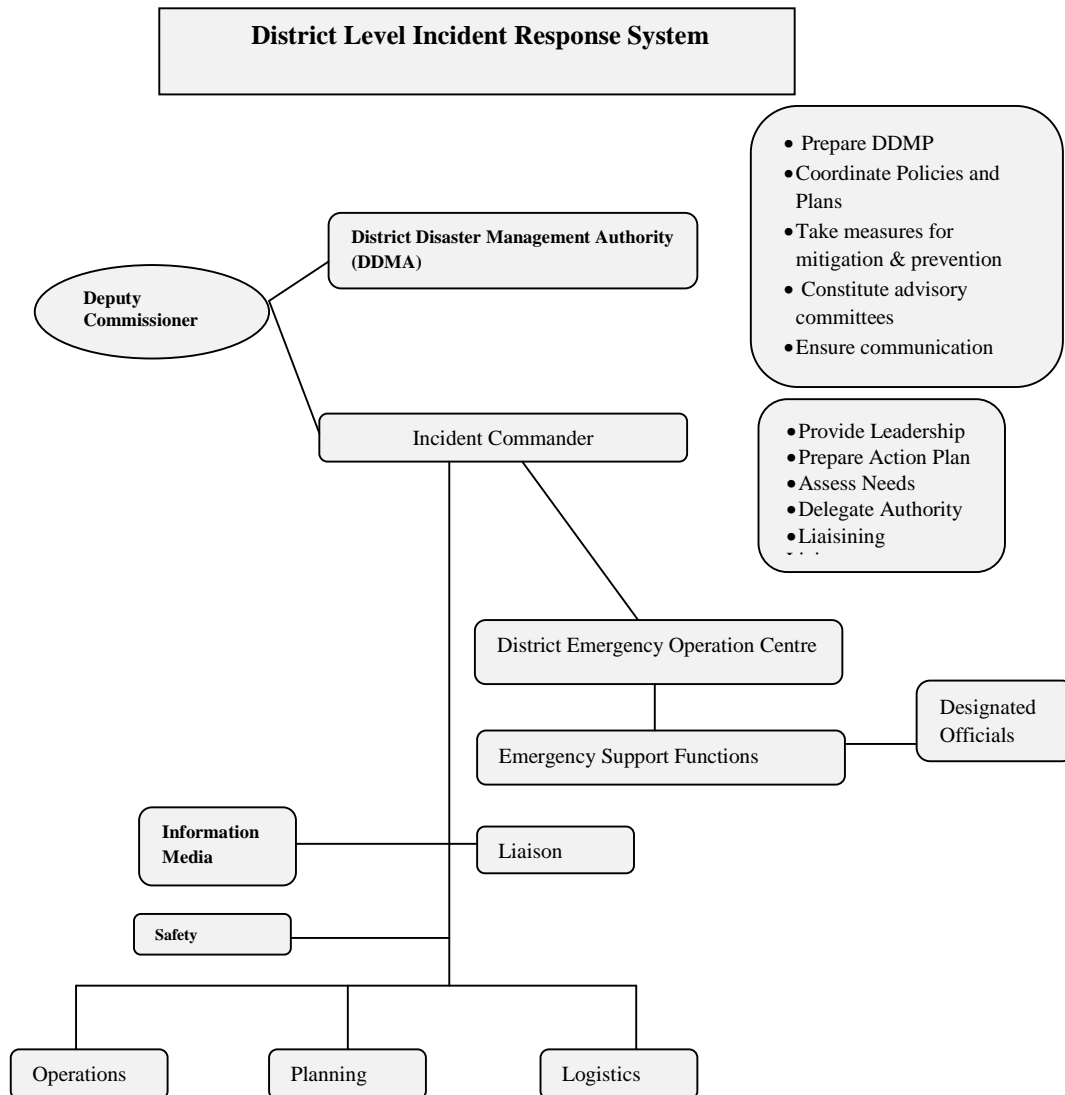 District Level Incident Response System
• Prepare DDMP
• Coordinate Policies and
Plans
• Take measures for
mitigation & prevention
• Constitute advisory
committees
• Ensure communication
District Disaster Management Authority
(DDMA)
Deputy
Commissioner
Incident Commander
• Provide Leadership
• Prepare Action Plan
• Assess Needs
• Delegate Authority
• Liaisining
District Emergency Operation Centre
Designated
Officials
Emergency Support Functions
Information
Media
Liaison
Safety
Operations
Planning
Logistics